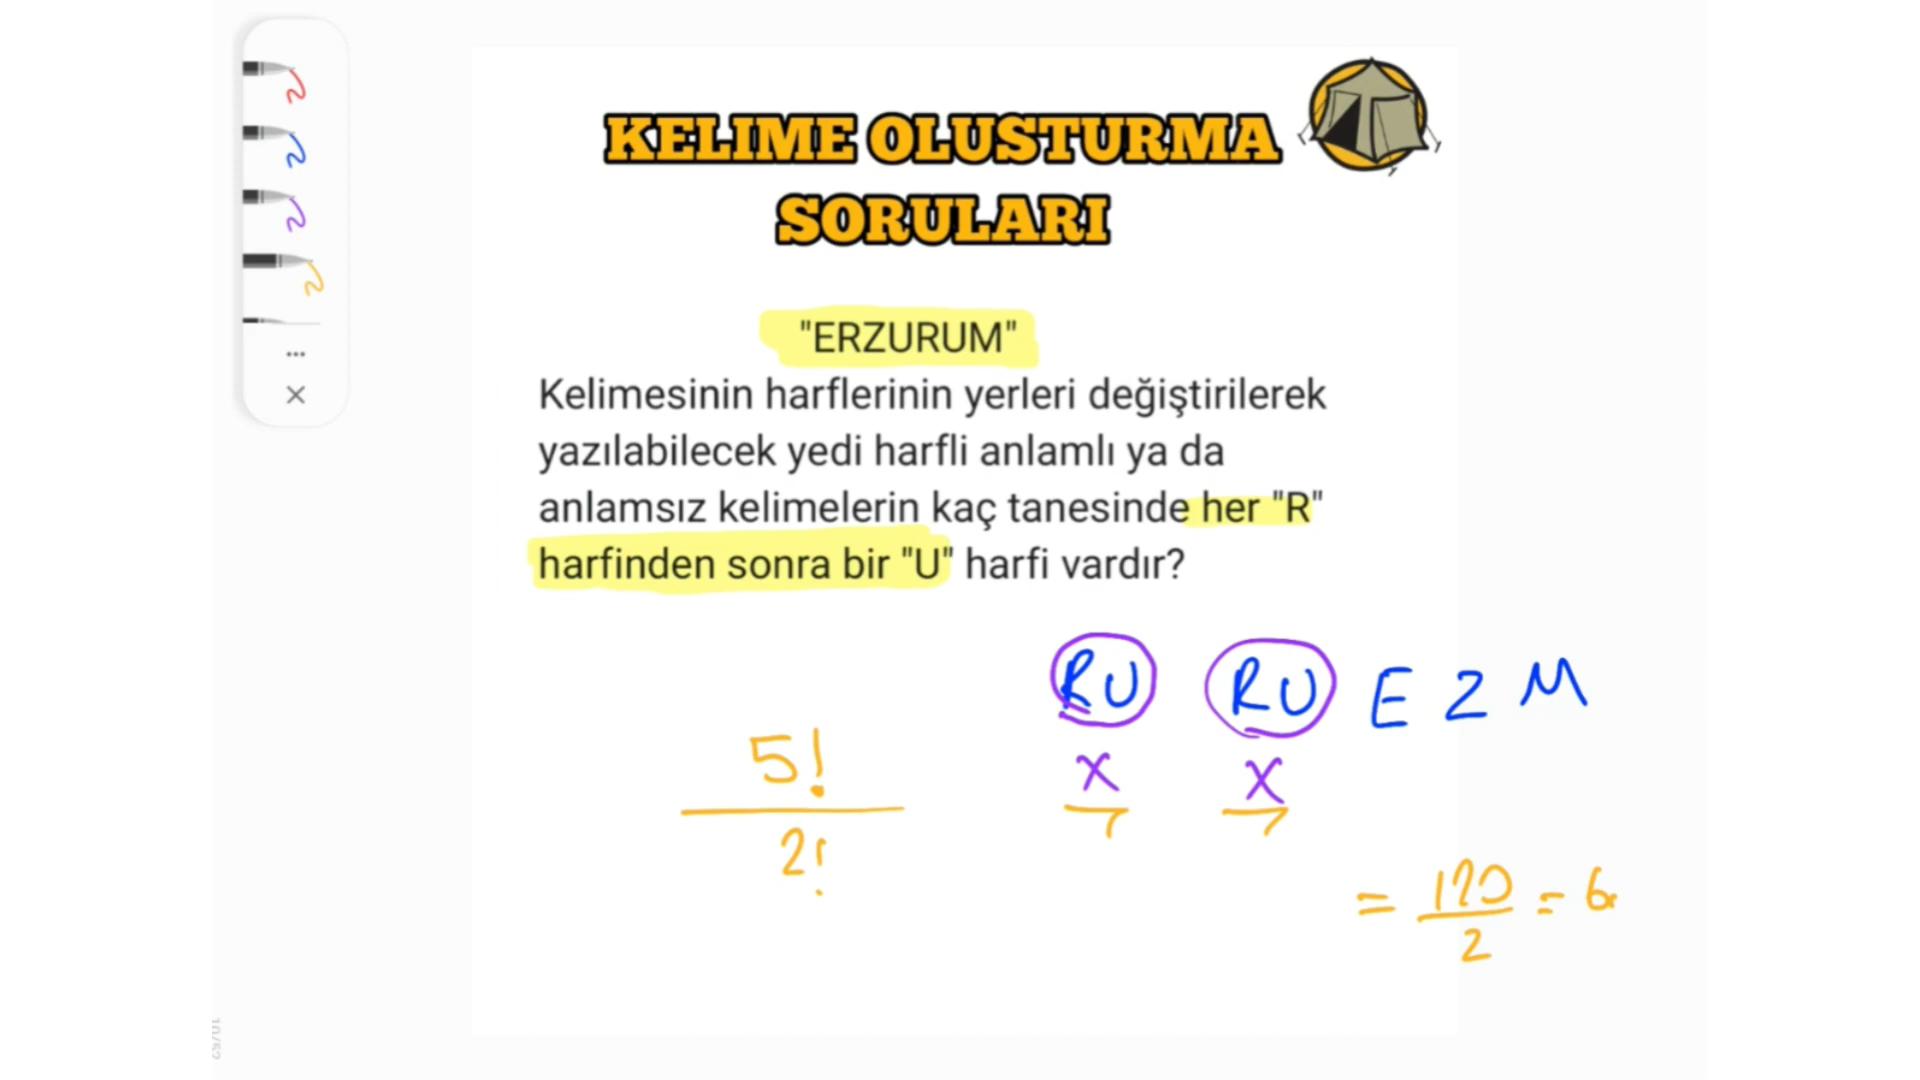 KELIME OLUSTURMA
SORULARI
"ERZURUM"
Kelimesinin harflerinin yerleri değiştirilerek
yazılabilecek yedi harfli anlamlı ya da
anlamsız kelimelerin kaç tanesinde her "R"
harfinden sonra bir "U" harfi vardır?
RU RU E Z M
X X
5!
2!
= 120 = 6
2